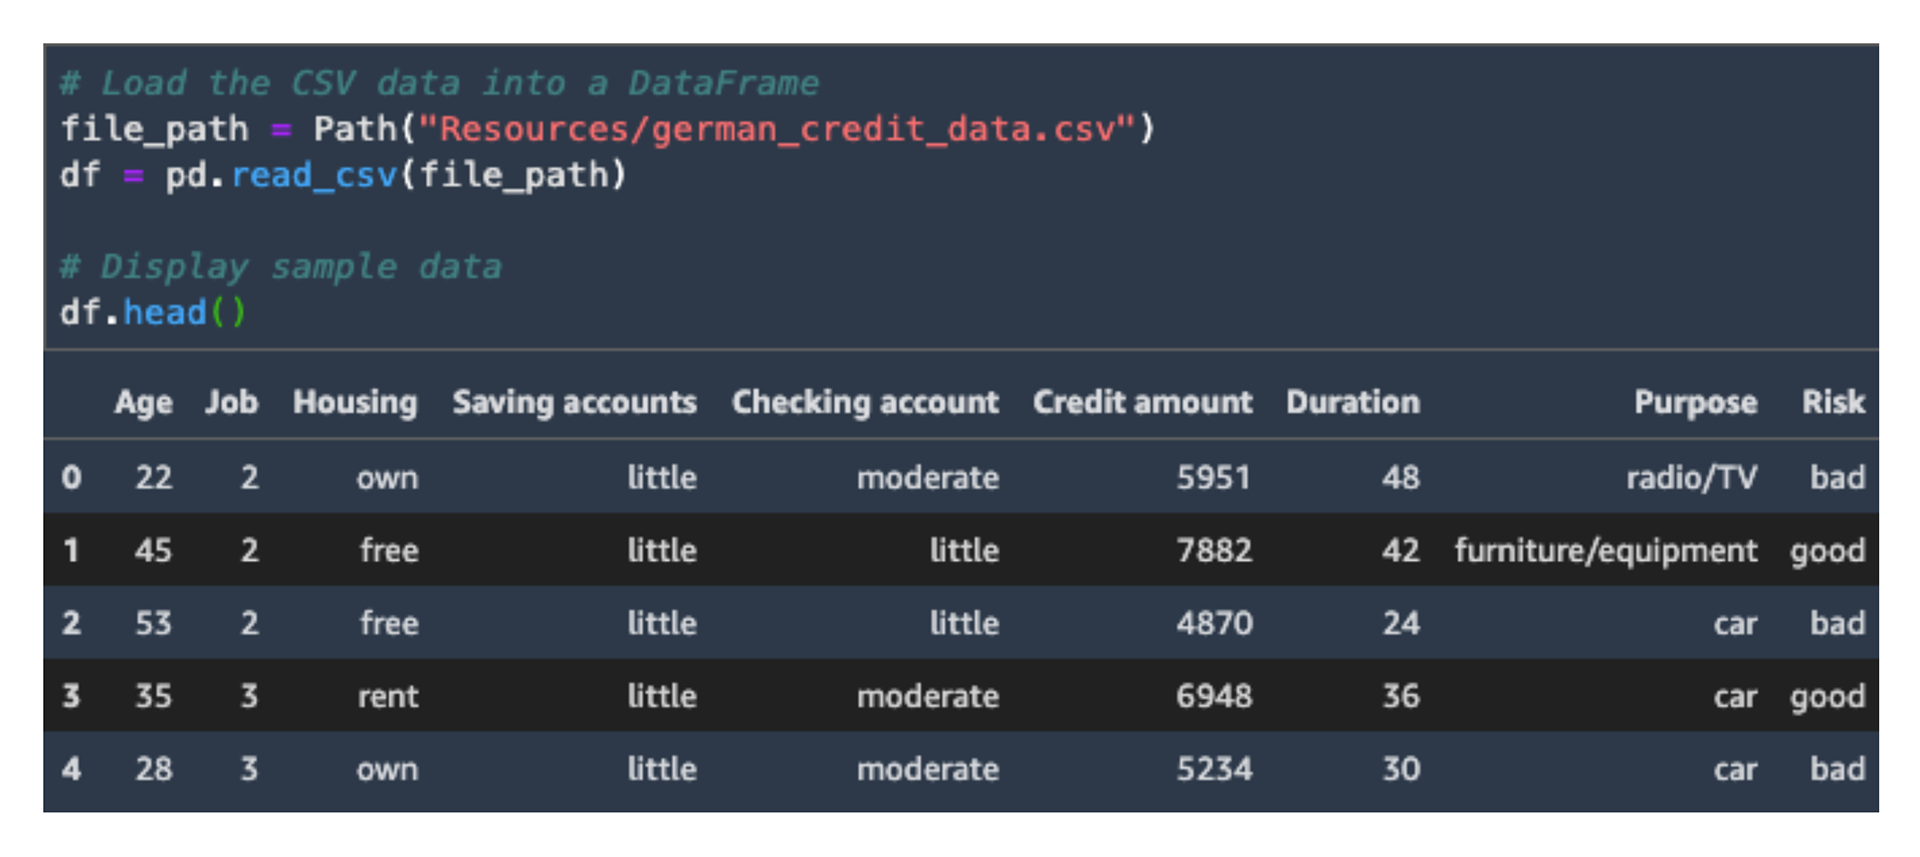 # Load the CSV data into a DataFrame
file_path = Path("Resources/german_credit_data.csv")
df = pd.read_csv(file_path)
# Display sample data
df.head()
Age Job Housing Saving accounts Checking account Credit amount Duration Purpose Risk
0 22 2 own little moderate 5951 48 radio/TV bad
1 45 2 free little little 7882 42 furniture/equipment good
2 53 2 free little little 4870 24 car bad
3 35 3 rent little moderate 6948 36 car good
4 28 3 own little moderate 5234 30 car bad